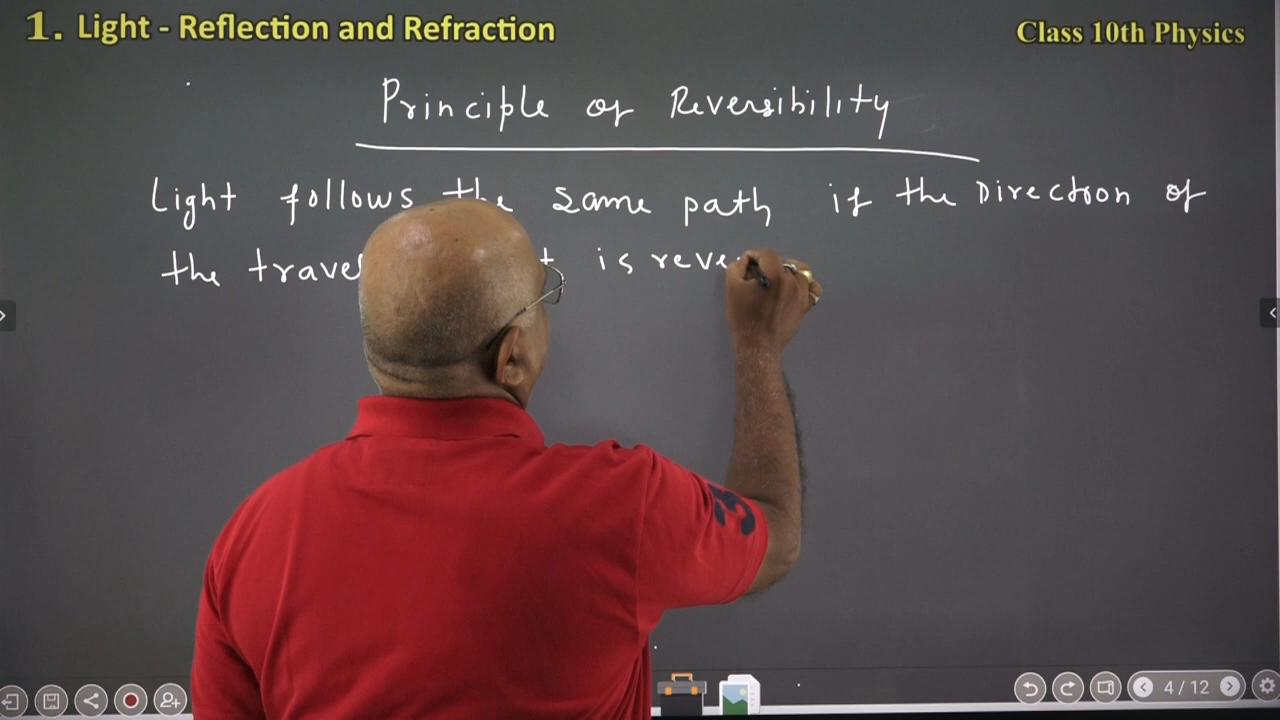 1. Light - Reflection and Refraction
Class 10th Physics
Principle of Reversibility
Light follows the same path if the Direction of
the trave t is reve
4 / 12
3